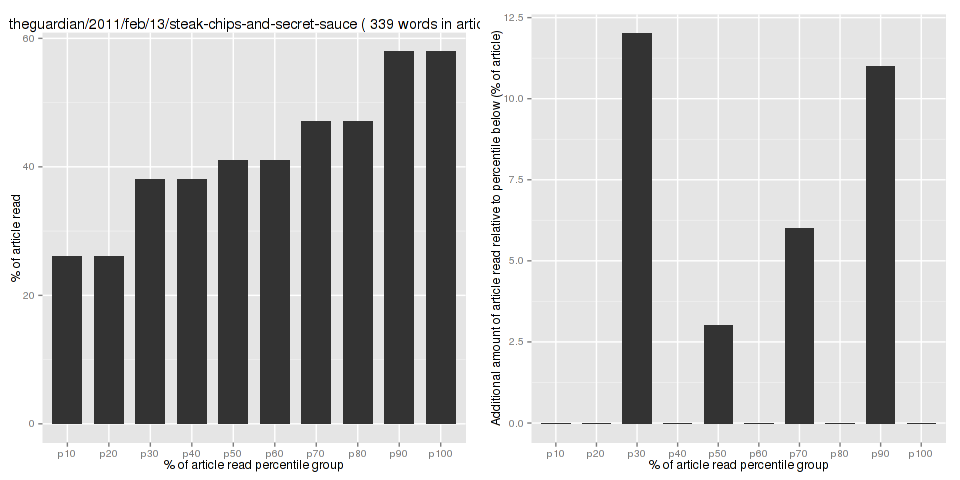 theguardian/2011/feb/13/steak-chips-and-secret-sauce ( 339 words in artic
% of article read
60
40
20
0
p10 p20 p30 p40 p50 p60 p70 p80 p90 p100
% of article read percentile group
Additional amount of article read relative to percentile below (% of article)
12.5
10.0
7.5
5.0
2.5
0.0
p10 p20 p30 p40 p50 p60 p70 p80 p90 p100
% of article read percentile group